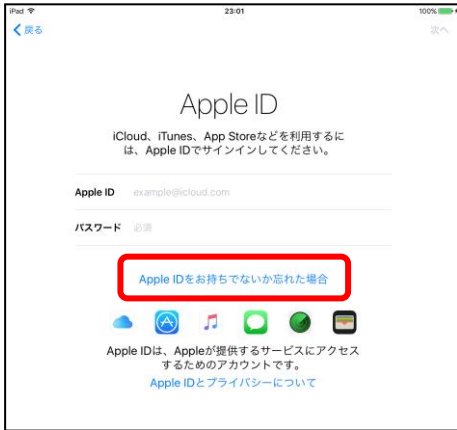 iPad 23:01 100%
戻る 次へ
Apple ID
iCloud、iTunes、App Storeなどを利用するに
は、Apple IDでサインインしてください。
Apple ID example@icloud.com
パスワード 必須
Apple IDをお持ちでないか忘れた場合
Apple IDは、Appleが提供するサービスにアクセス
するためのアカウントです。
Apple IDとプライバシーについて